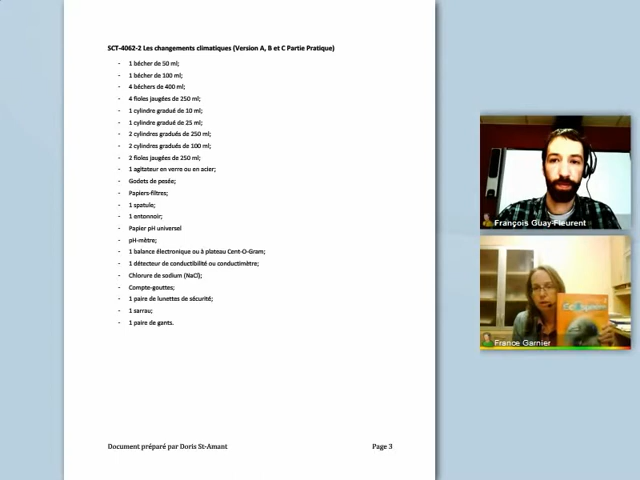 SCT-4062-2 Les changements climatiques (Version A, B et C Partie Pratique)
- 1 bécher de 50 ml;
- 1 bécher de 100 ml;
- 4 béchers de 400 ml;
- 4 fioles jaugées de 250 ml;
- 1 cylindre gradué de 10 ml;
- 1 cylindre gradué de 25 ml;
- 2 cylindres gradués de 250 ml;
- 2 cylindres gradués de 100 ml;
- 2 fioles jaugées de 250 ml;
- 1 agitateur en verre ou en acier;
- Godets de pesée;
- Papiers-filtres;
- 1 spatule;
- 1 entonnoir;
- Papier pH universel
- pH-mètre;
- 1 balance électronique ou à plateau Cent-O-Gram;
- 1 détecteur de conductibilité ou conductimètre;
- Chlorure de sodium (NaCl);
- Compte-gouttes;
- 1 paire de lunettes de sécurité;
- 1 sarrau;
- 1 paire de gants.
Document préparé par Doris St-Amant Page 3
François Guay-Fleurent
France Garnier